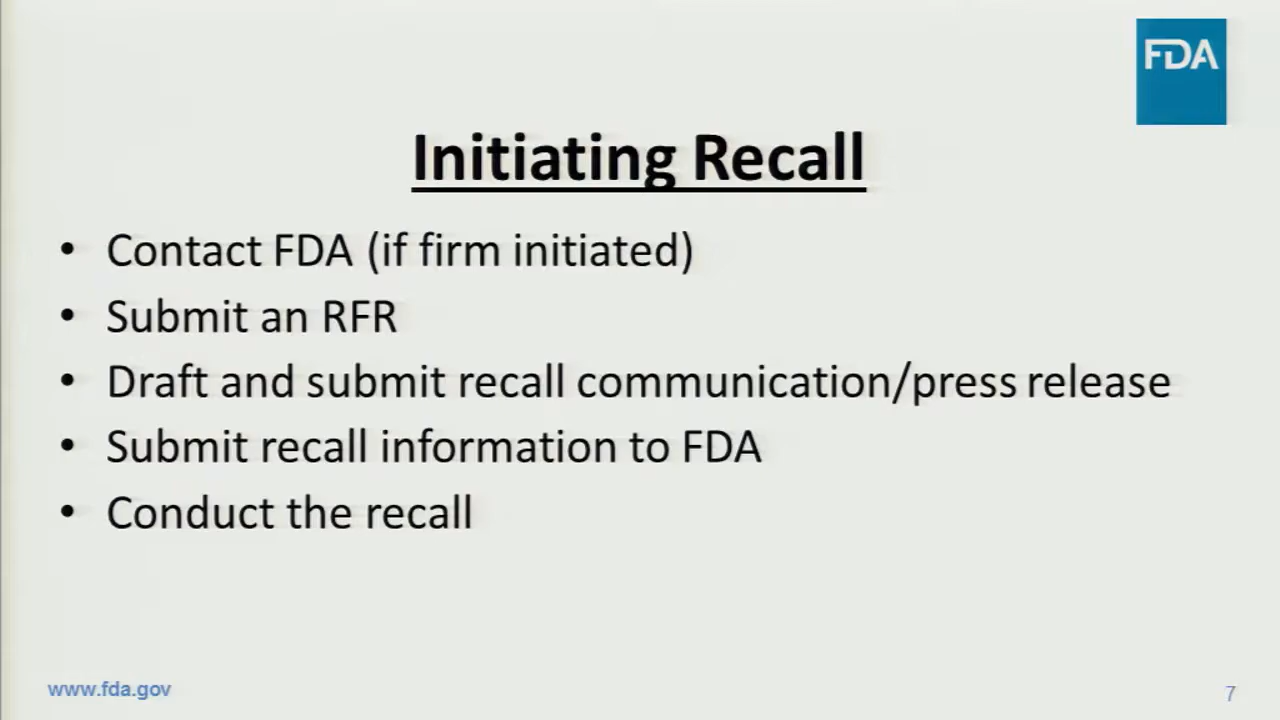 FDA
Initiating Recall
• Contact FDA (if firm initiated)
• Submit an RFR
• Draft and submit recall communication/press release
• Submit recall information to FDA
• Conduct the recall
www.fda.gov
7